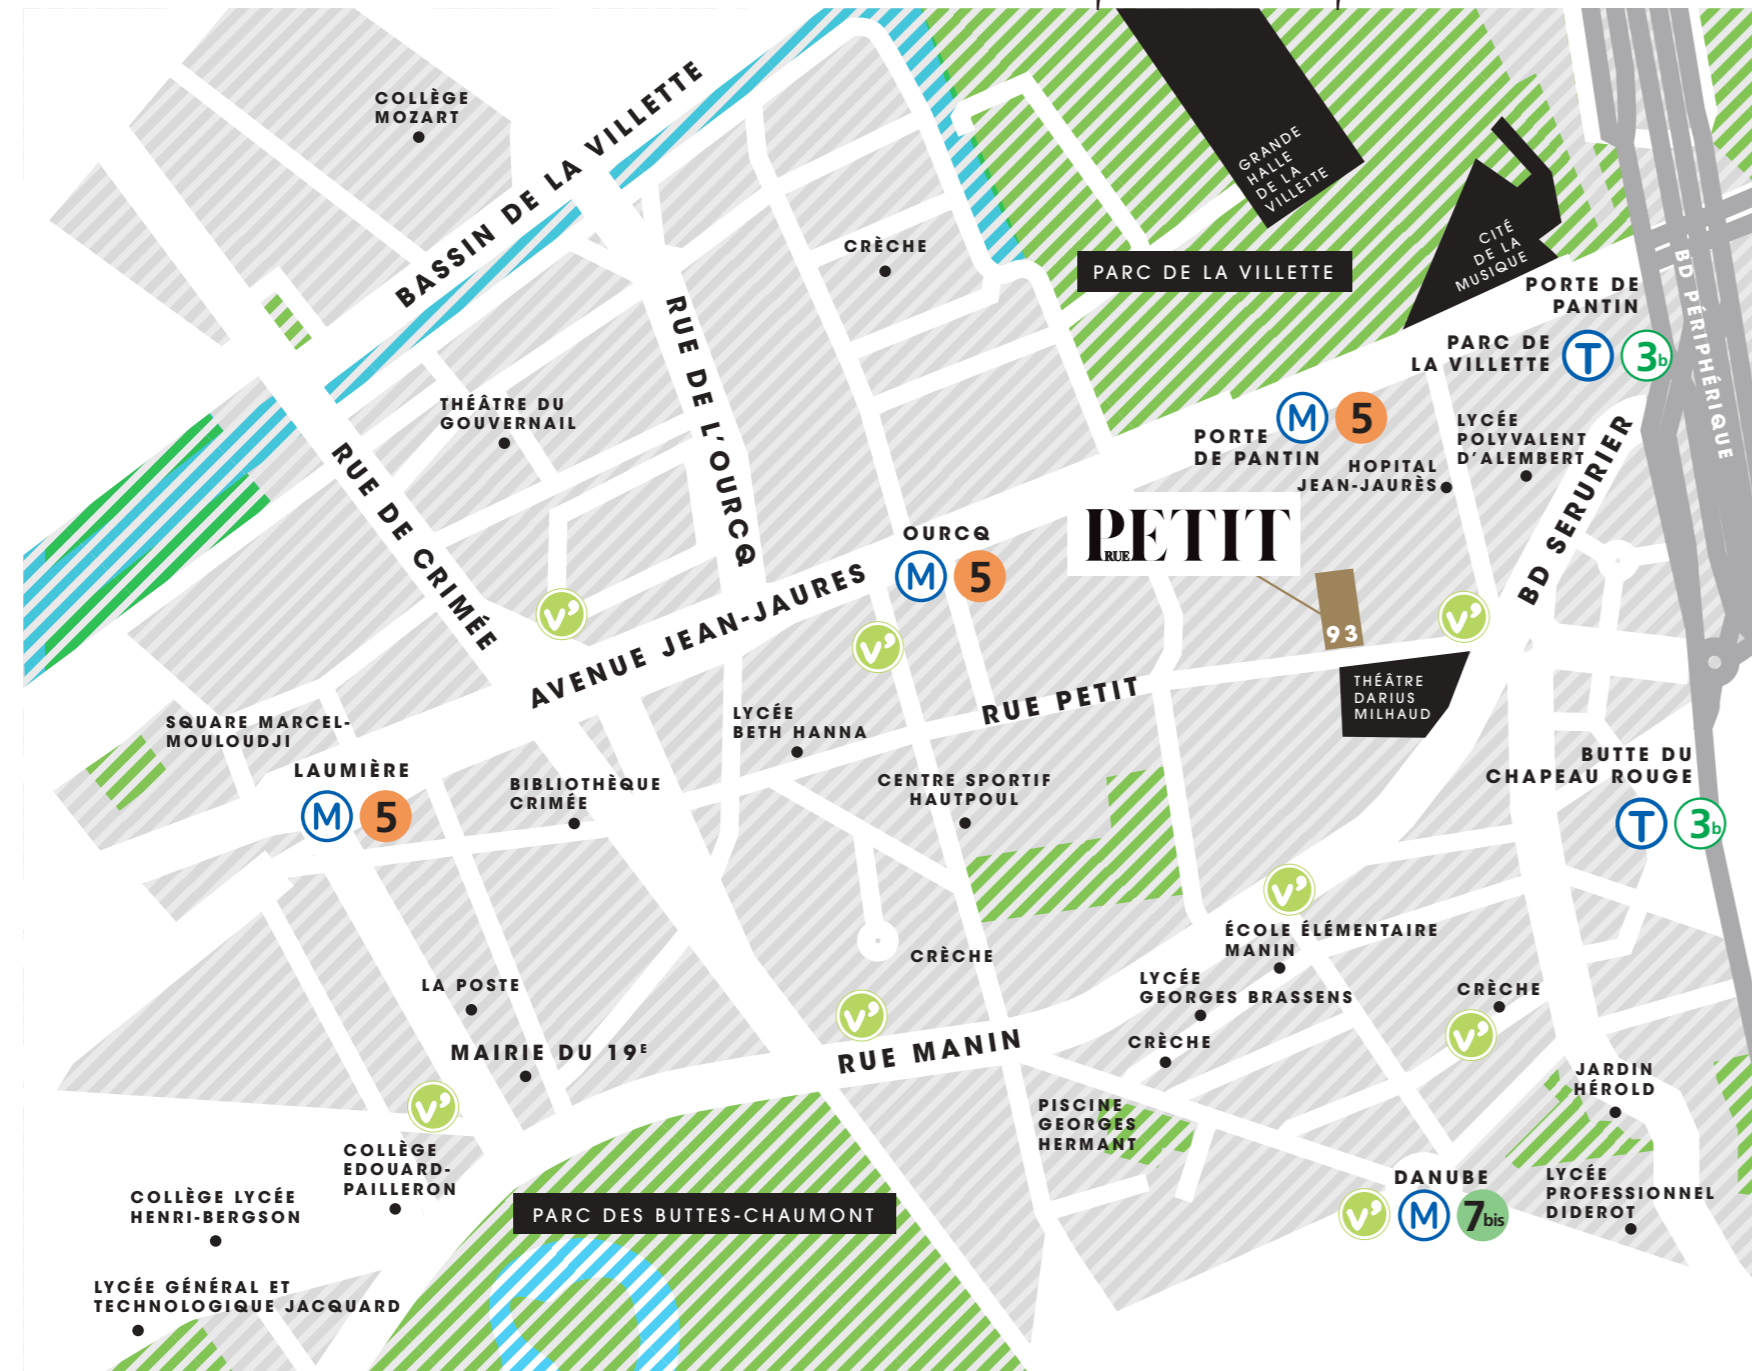 COLLÈGE
MOZART
BASSIN DE LA VILLETTE
GRANDE
HALLE
DE LA
VILLETTE
CITÉ
DE LA
MUSIQUE
CRÈCHE
PARC DE LA VILLETTE
PORTE DE
PANTIN
BD PÉRIPHÉRIQUE
PARC DE
LA VILLETTE
T 3b
RUE DE L'OURCQ
THÉÂTRE DU
GOUVERNAIL
M 5
PORTE
DE PANTIN
LYCÉE
POLYVALENT
D'ALEMBERT
HOPITAL
JEAN-JAURÈS
BD SERURIER
RUE DE CRIMÉE
OURCQ
M 5
PETIT
RUE
V'
AVENUE JEAN-JAURES
V'
V'
93
THÉÂTRE
DARIUS
MILHAUD
RUE PETIT
SQUARE MARCEL-
MOULOUDJI
LYCÉE
BETH HANNA
LAUMIÈRE
M 5
BIBLIOTHÈQUE
CRIMÉE
CENTRE SPORTIF
HAUTPOUL
BUTTE DU
CHAPEAU ROUGE
T 3b
V'
ÉCOLE ÉLÉMENTAIRE
MANIN
CRÈCHE
LYCÉE
GEORGES BRASSENS
CRÈCHE
LA POSTE
V'
V'
MAIRIE DU 19E
RUE MANIN
CRÈCHE
JARDIN
HÉROLD
V'
PISCINE
GEORGES
HERMANT
COLLÈGE
EDOUARD-
PAILLERON
DANUBE
V' M 7bis
LYCÉE
PROFESSIONNEL
DIDEROT
COLLÈGE LYCÉE
HENRI-BERGSON
PARC DES BUTTES-CHAUMONT
LYCÉE GÉNÉRAL ET
TECHNOLOGIQUE JACQUARD